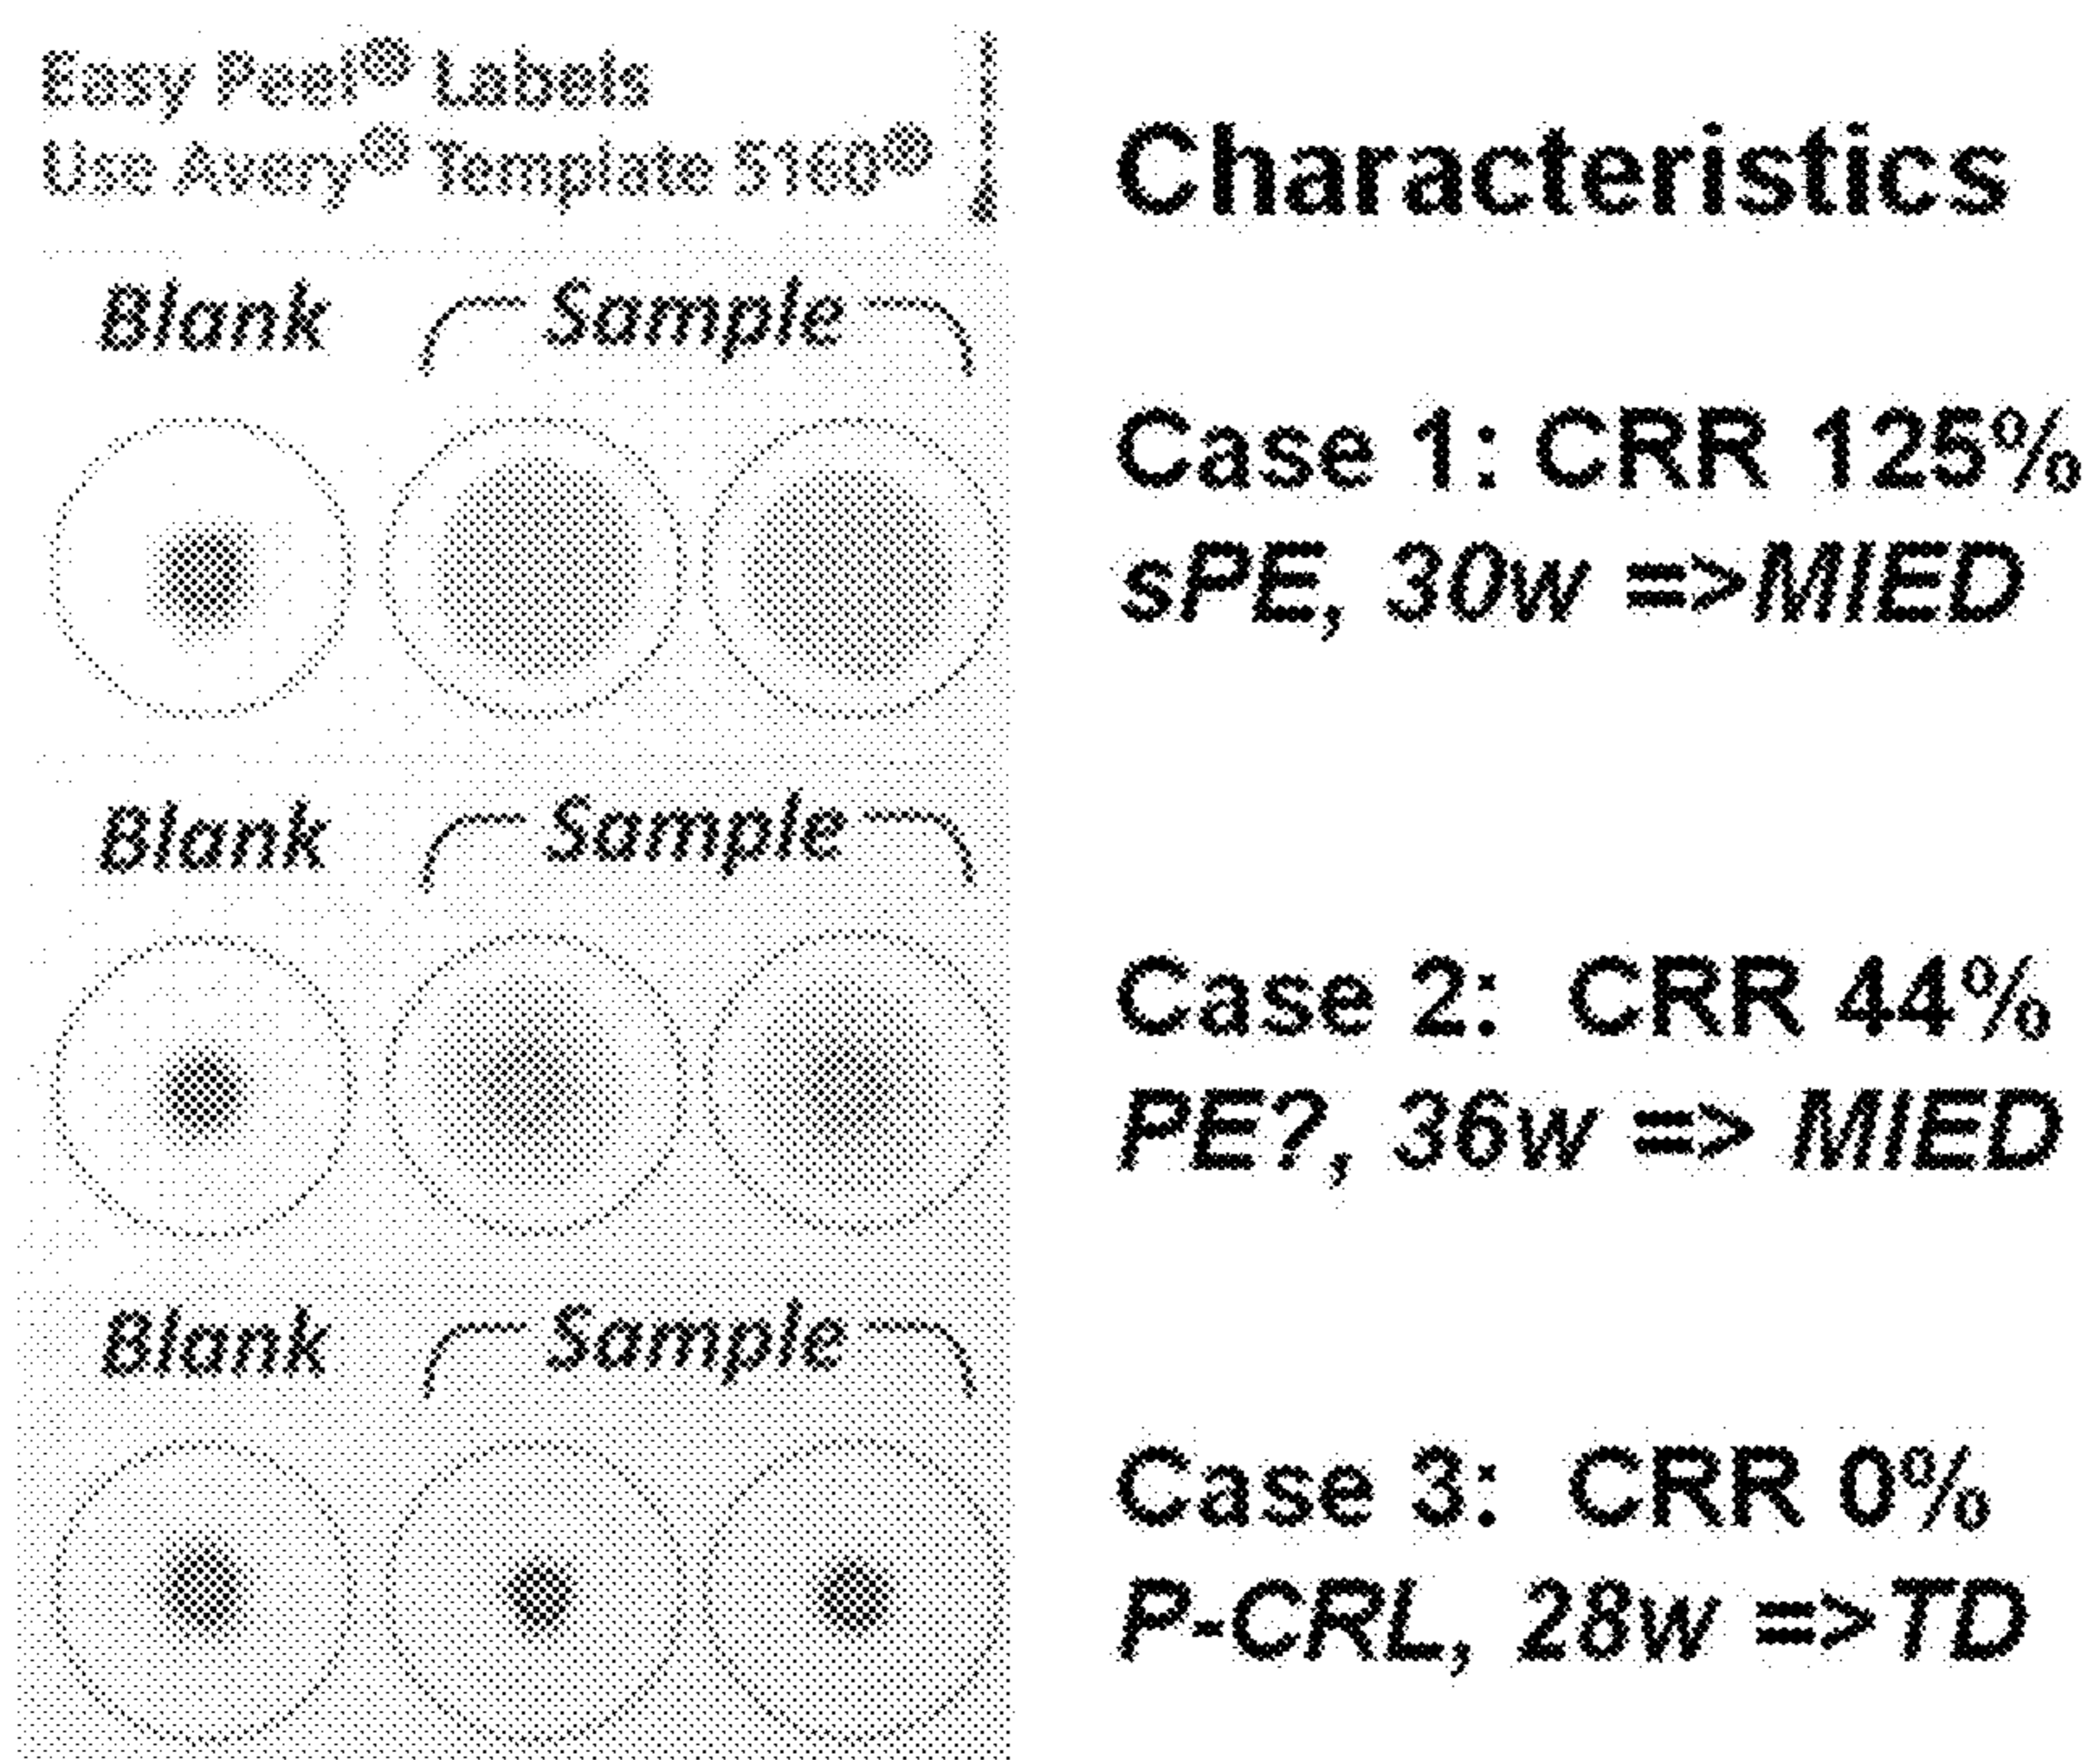 Easy Peel® Labels
Use Avery® Template 5160®
Characteristics
Blank Sample
Case 1: CRR 125%
sPE, 30w =>MIED
Blank Sample
Case 2: CRR 44%
PE?, 36w => MIED
Blank Sample
Case 3: CRR 0%
P-CRL, 28w =>TD